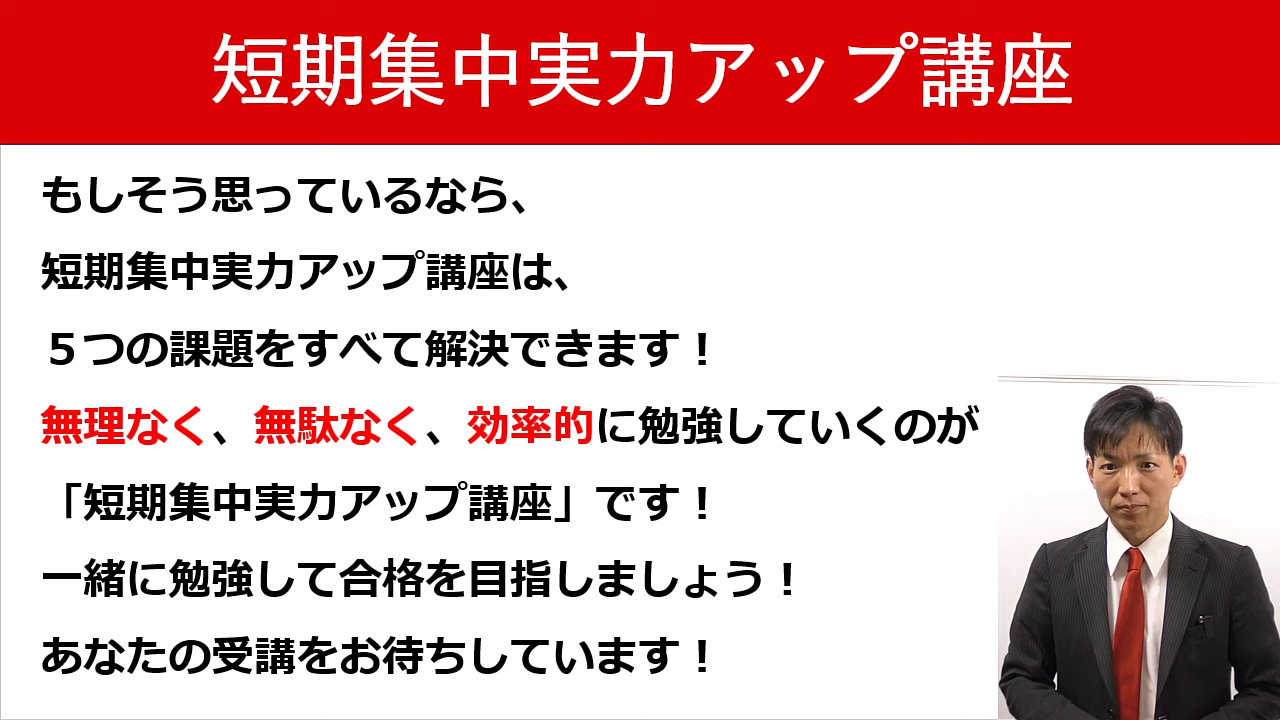 短期集中実力アップ講座
もしそう思っているなら、
短期集中実力アップ講座は、
５つの課題をすべて解決できます！
無理なく、無駄なく、効率的に勉強していくのが
「短期集中実力アップ講座」です！
一緒に勉強して合格を目指しましょう！
あなたの受講をお待ちしています！